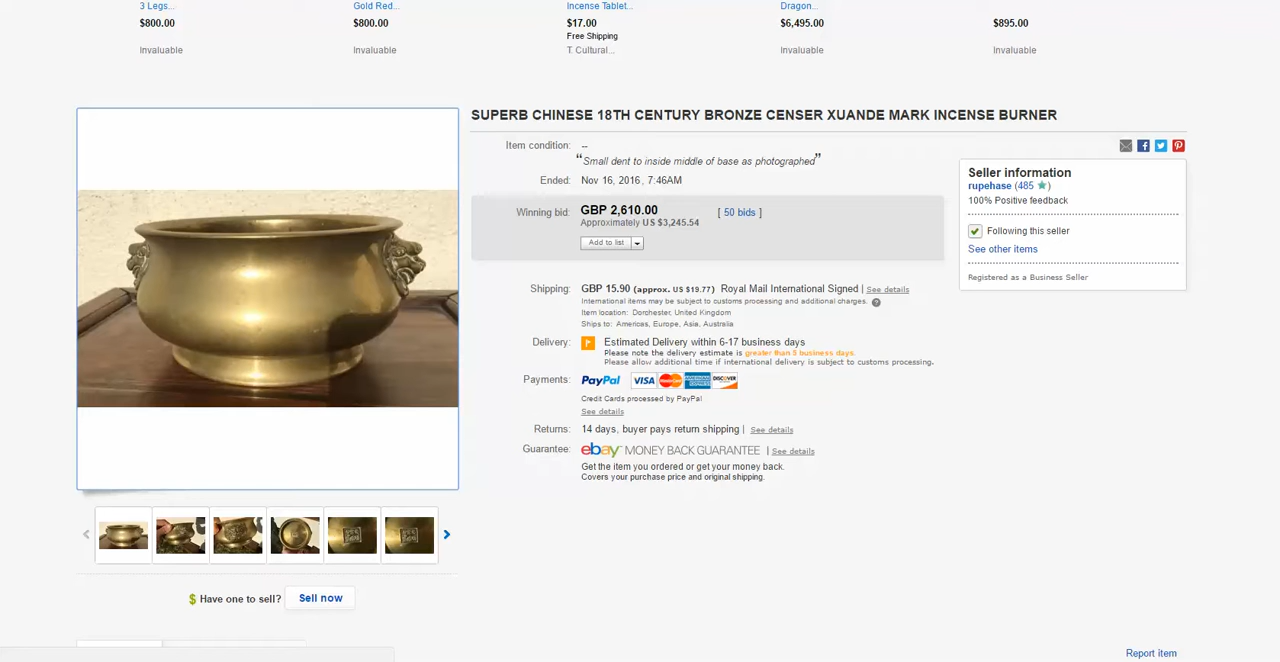 3 Legs...
Gold Red...
Incense Tablet...
Dragon...
$800.00
$800.00
$17.00
$6,495.00
$895.00
Free Shipping
Invaluable
Invaluable
T. Cultural...
Invaluable
Invaluable
SUPERB CHINESE 18TH CENTURY BRONZE CENSER XUANDE MARK INCENSE BURNER
Item condition: --
“Small dent to inside middle of base as photographed”
Ended: Nov 16, 2016 , 7:46AM
Winning bid: GBP 2,610.00 [ 50 bids ]
Approximately US $3,245.54
Add to list
Shipping: GBP 15.90 (approx. US $19.77) Royal Mail International Signed | See details
International items may be subject to customs processing and additional charges. ?
Item location: Dorchester, United Kingdom
Ships to: Americas, Europe, Asia, Australia
Delivery: Estimated Delivery within 6-17 business days
Please note the delivery estimate is greater than 5 business days.
Please allow additional time if international delivery is subject to customs processing.
Payments: PayPal VISA MasterCard AMERICAN EXPRESS DISCOVER
Credit Cards processed by PayPal
See details
Returns: 14 days, buyer pays return shipping | See details
Guarantee: ebay MONEY BACK GUARANTEE | See details
Get the item you ordered or get your money back.
Covers your purchase price and original shipping.
Seller information
rupehase (485 ★)
100% Positive feedback
Following this seller
See other items
Registered as a Business Seller
$ Have one to sell? Sell now
Report item